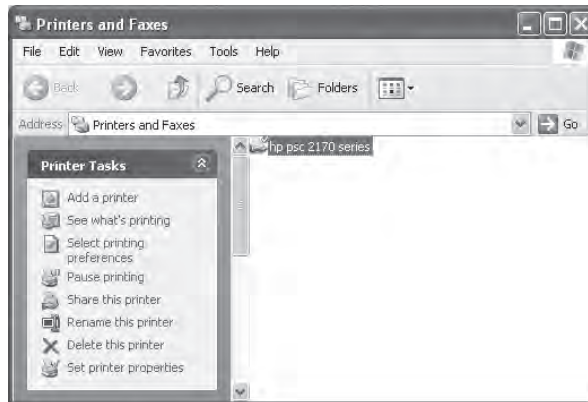 Printers and Faxes
File Edit View Favorites Tools Help
Back Search Folders
Address Printers and Faxes Go
Printer Tasks
Add a printer
See what's printing
Select printing
preferences
Pause printing
Share this printer
Rename this printer
Delete this printer
Set printer properties
hp psc 2170 series